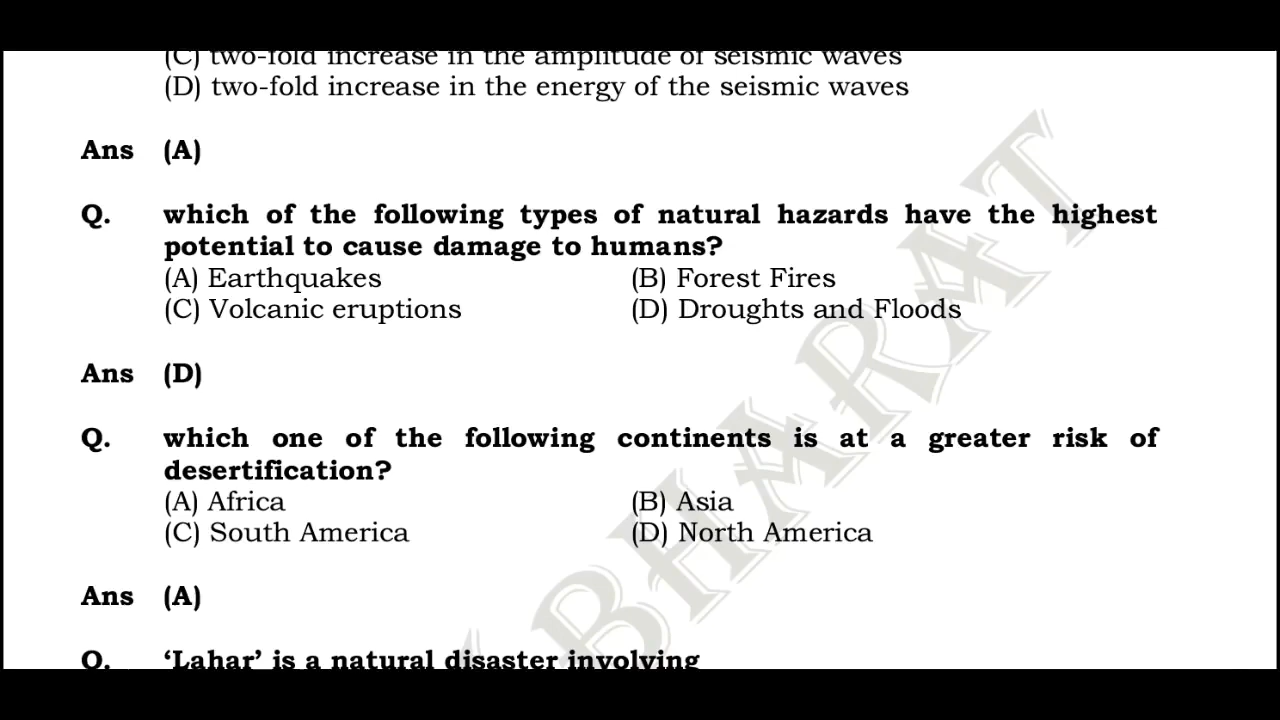 (C) two-fold increase in the amplitude of seismic waves
(D) two-fold increase in the energy of the seismic waves
Ans (A)
Q. which of the following types of natural hazards have the highest
potential to cause damage to humans?
(A) Earthquakes (B) Forest Fires
(C) Volcanic eruptions (D) Droughts and Floods
Ans (D)
Q. which one of the following continents is at a greater risk of
desertification?
(A) Africa (B) Asia
(C) South America (D) North America
Ans (A)
Q. ‘Lahar’ is a natural disaster involving
BHARAT